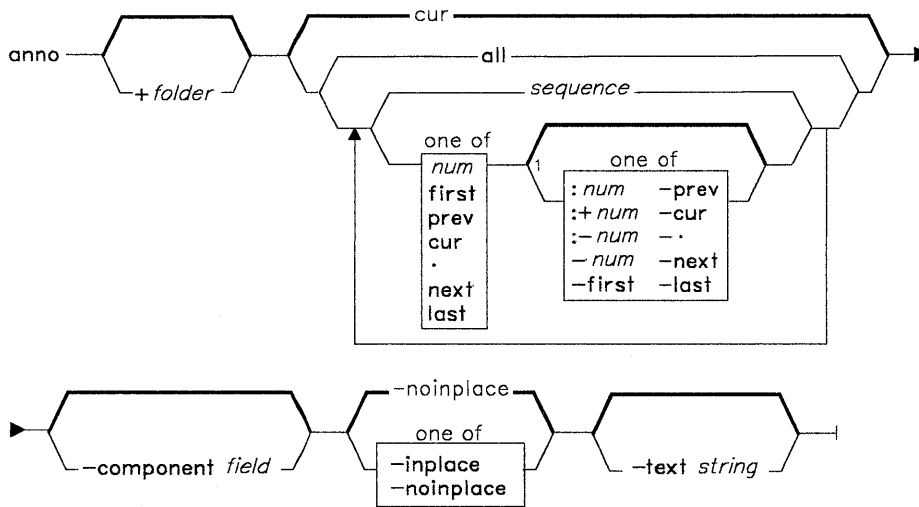 cur
anno
all
+folder
sequence
one of
num
first
prev
cur
.
next
last
1
one of
:num -prev
:+num -cur
:-num -.
-num -next
-first -last
-noinplace
-component field
one of
-inplace
-noinplace
-text string